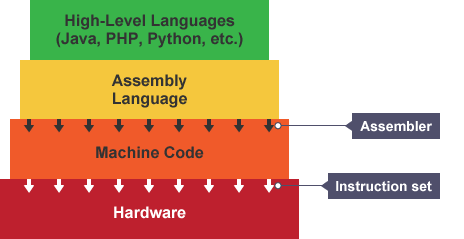 High-Level Languages
(Java, PHP, Python, etc.)
Assembly
Language
Assembler
Machine Code
Instruction set
Hardware